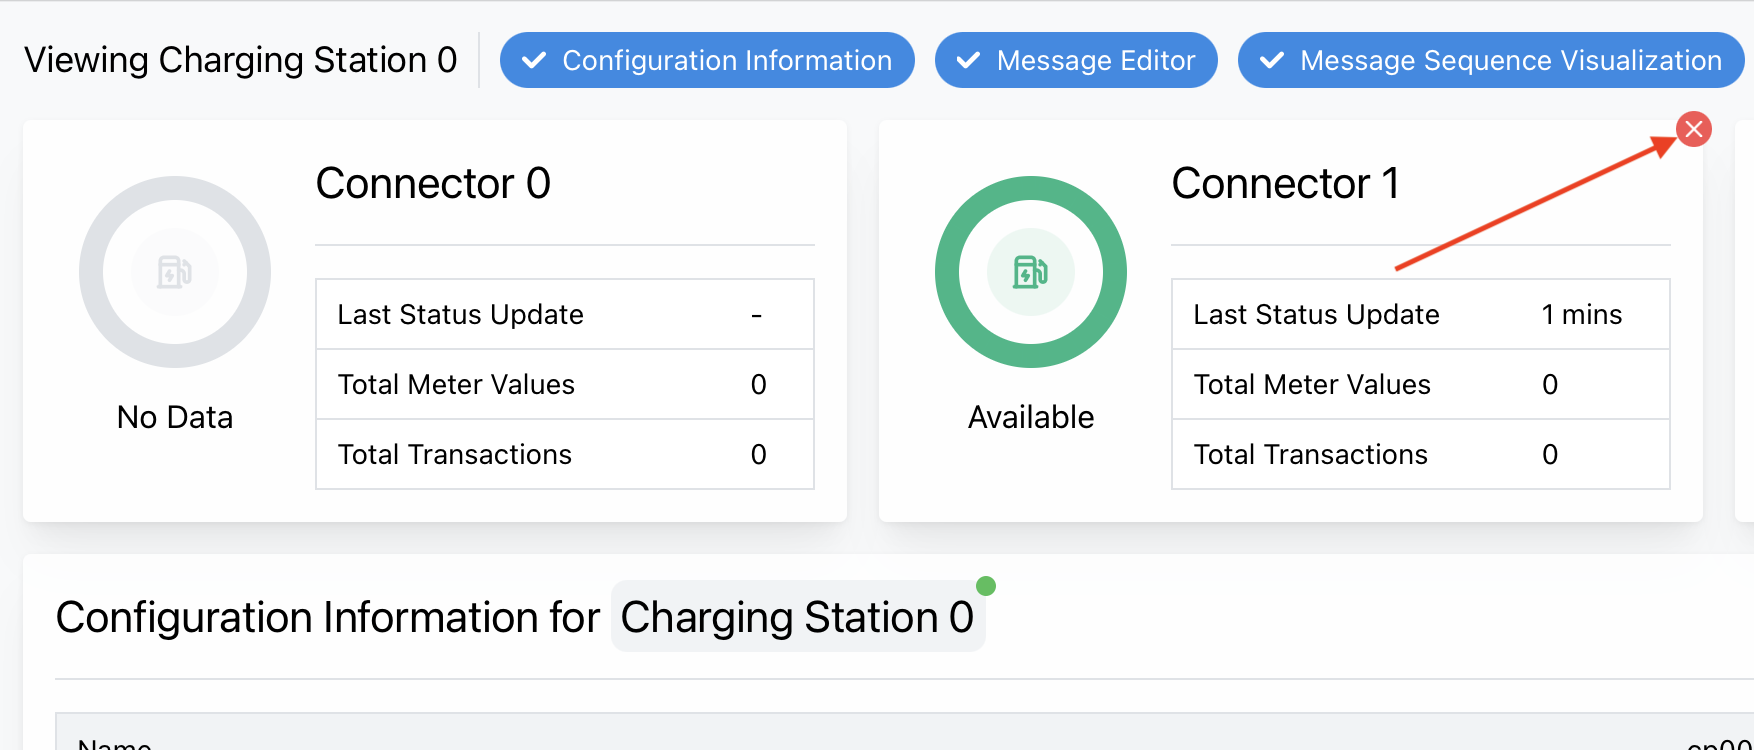 Viewing Charging Station 0
Configuration Information
Message Editor
Message Sequence Visualization
Connector 0
Last Status Update -
Total Meter Values 0
Total Transactions 0
No Data
Connector 1
Last Status Update 1 mins
Total Meter Values 0
Total Transactions 0
Available
Configuration Information for Charging Station 0
Name